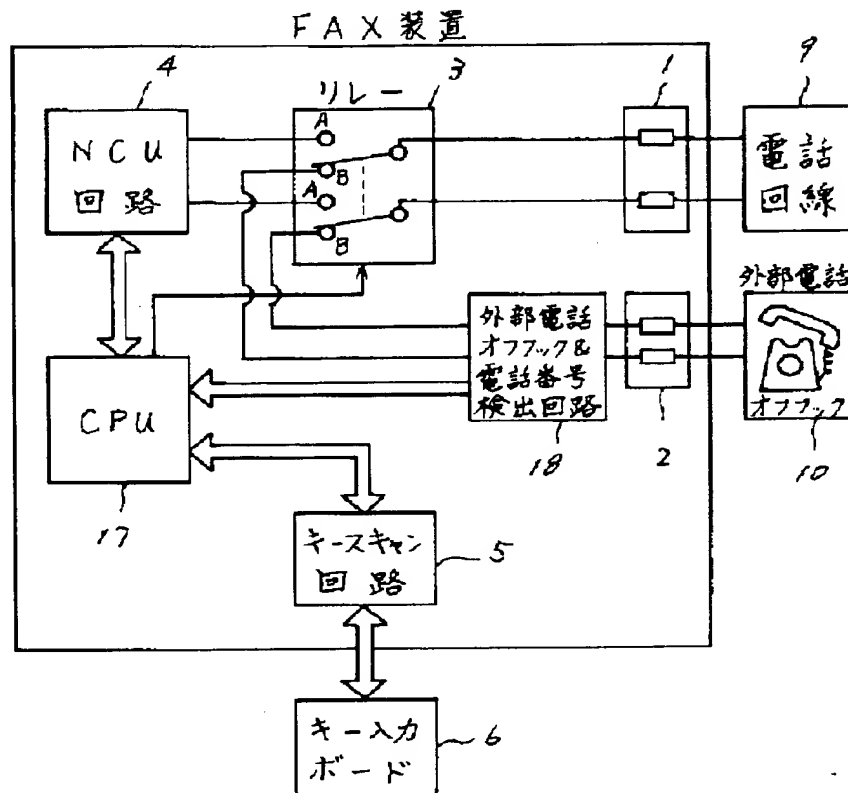 FAX装置
4
リレー
3
1
9
NCU
回路
A
B
A
B
電話
回線
外部電話
外部電話
オフフック&
電話番号
検出回路
オフフック
CPU
18
2
10
17
キースキャン
回路
5
キー入力
ボード
6